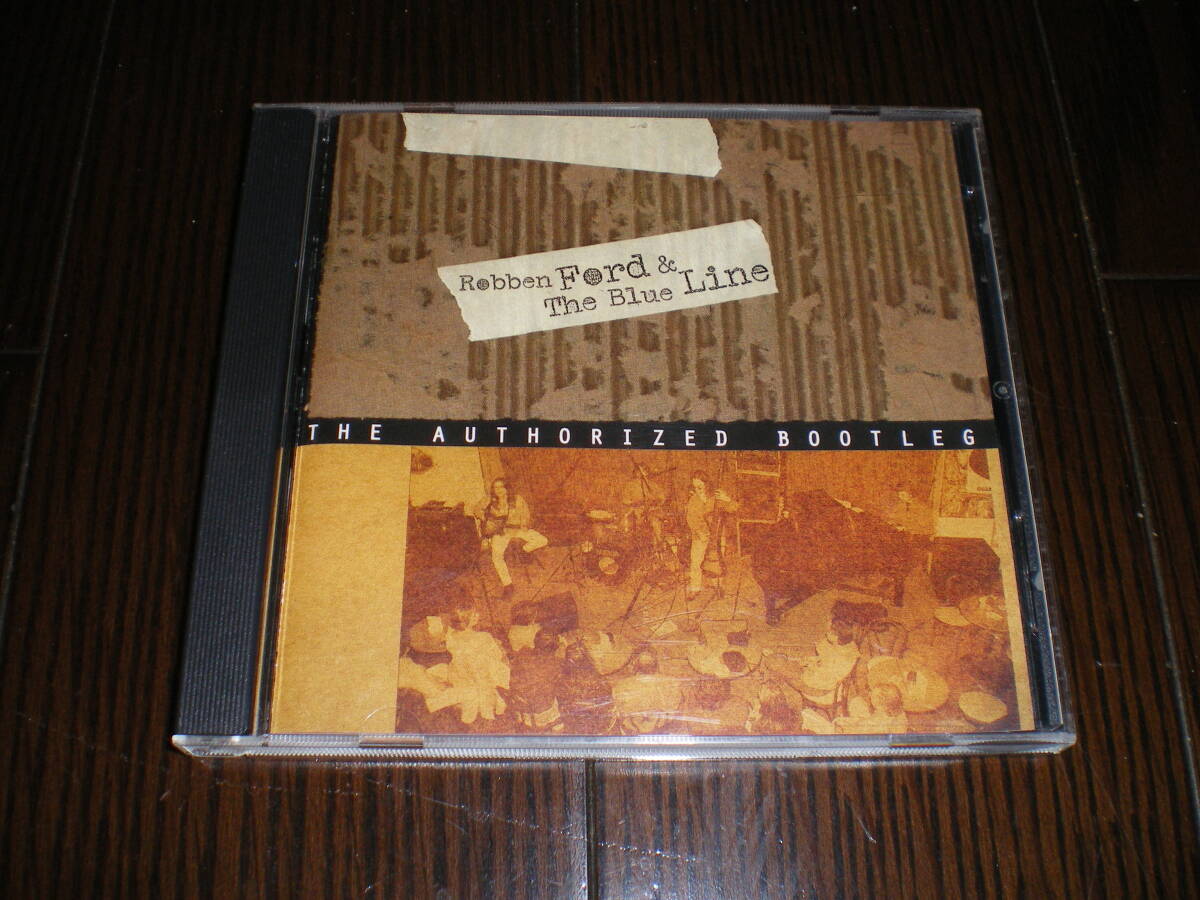 Robben Ford &
The Blue Line
THE AUTHORIZED BOOTLEG